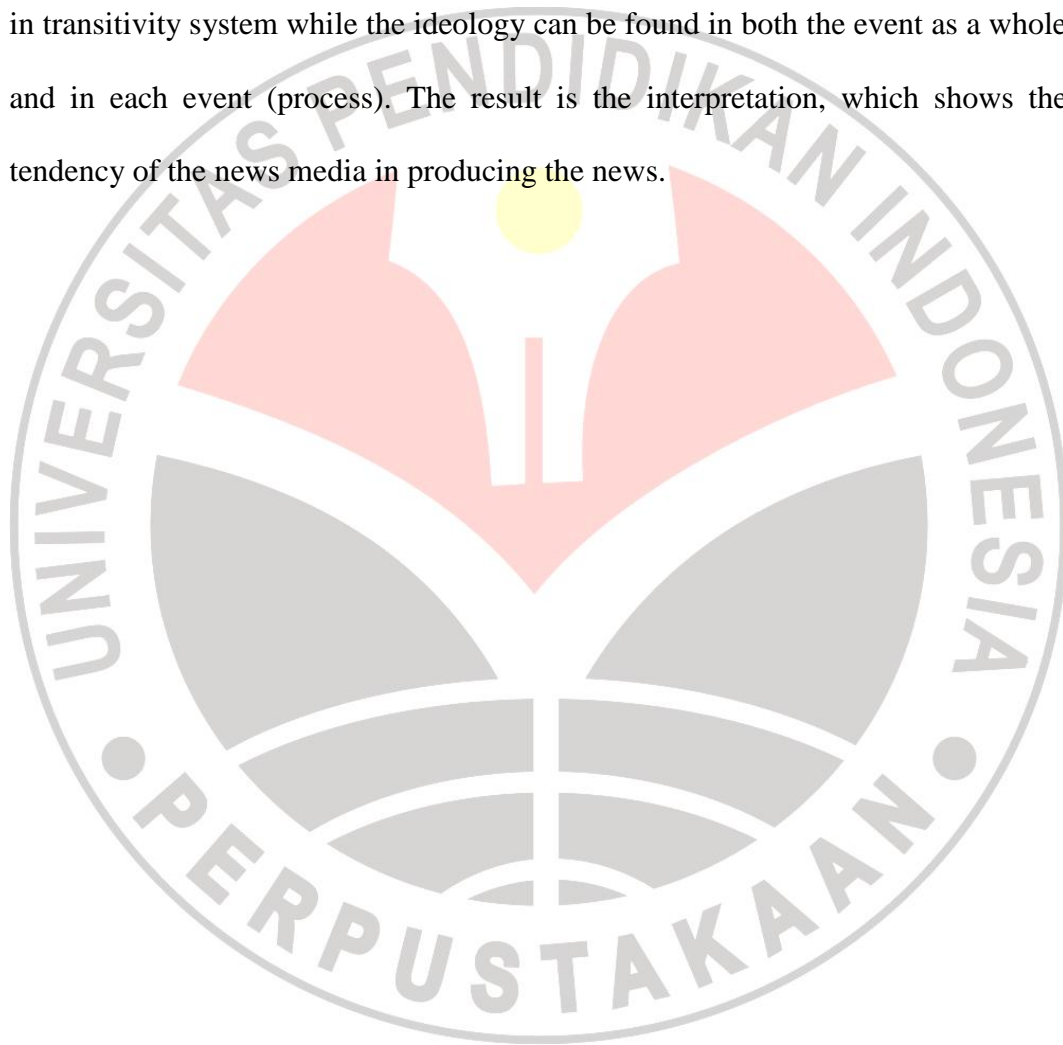 in transitivity system while the ideology can be found in both the event as a whole
and in each event (process). The result is the interpretation, which shows the
tendency of the news media in producing the news.
UNIVERSITAS PENDIDIKAN INDONESIA
PERPUSTAKAAN